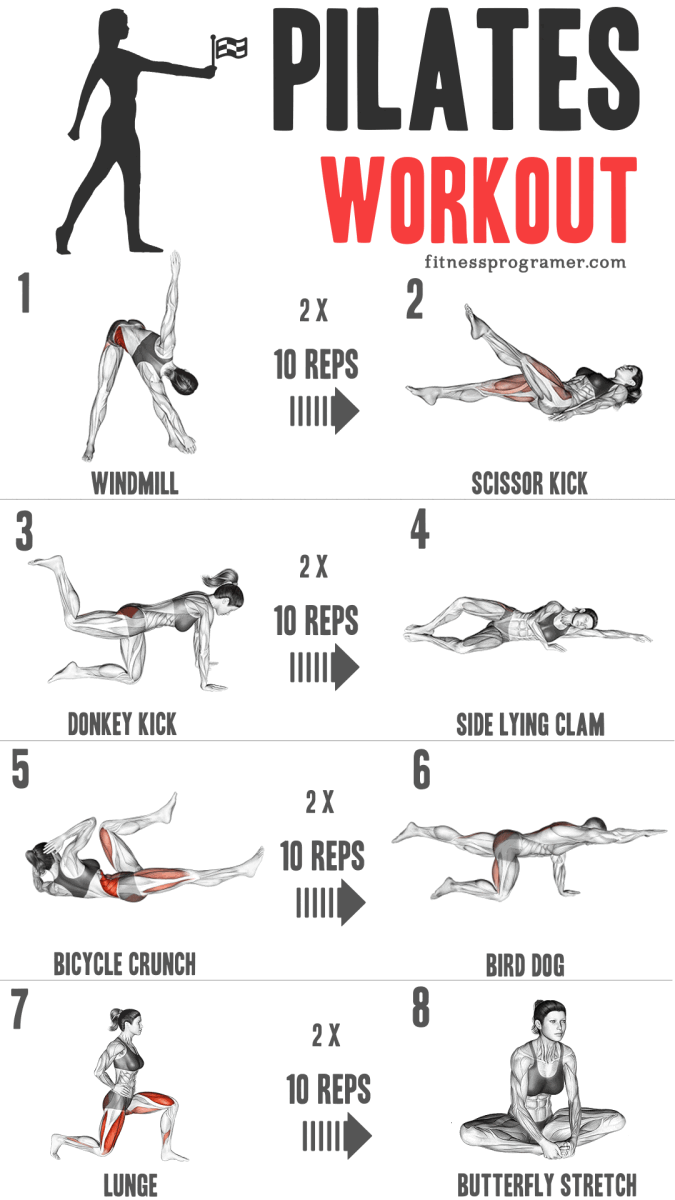 PILATES
WORKOUT
fitnessprogramer.com
1
2 X
10 REPS
2
WINDMILL
SCISSOR KICK
3
2 X
10 REPS
4
DONKEY KICK
SIDE LYING CLAM
5
2 X
10 REPS
6
BICYCLE CRUNCH
BIRD DOG
7
2 X
10 REPS
8
LUNGE
BUTTERFLY STRETCH